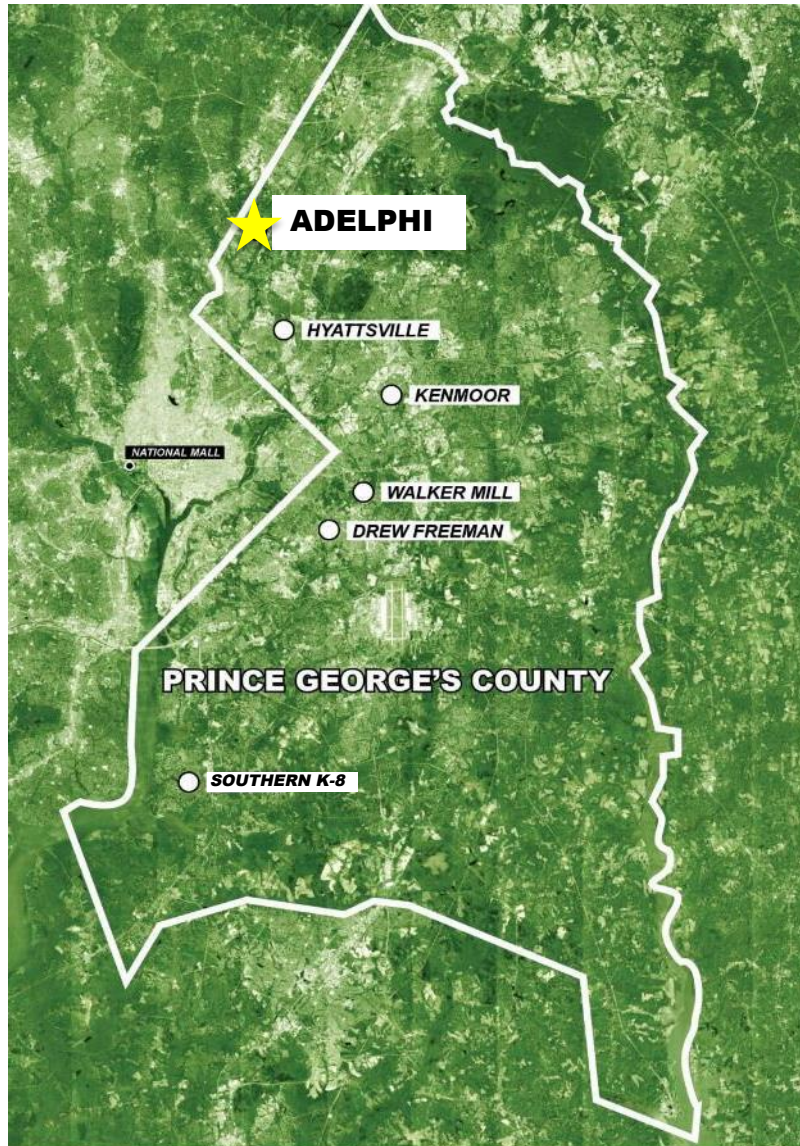 ADELPHI
HYATTSVILLE
KENMOOR
NATIONAL MALL
WALKER MILL
DREW FREEMAN
PRINCE GEORGE'S COUNTY
SOUTHERN K-8